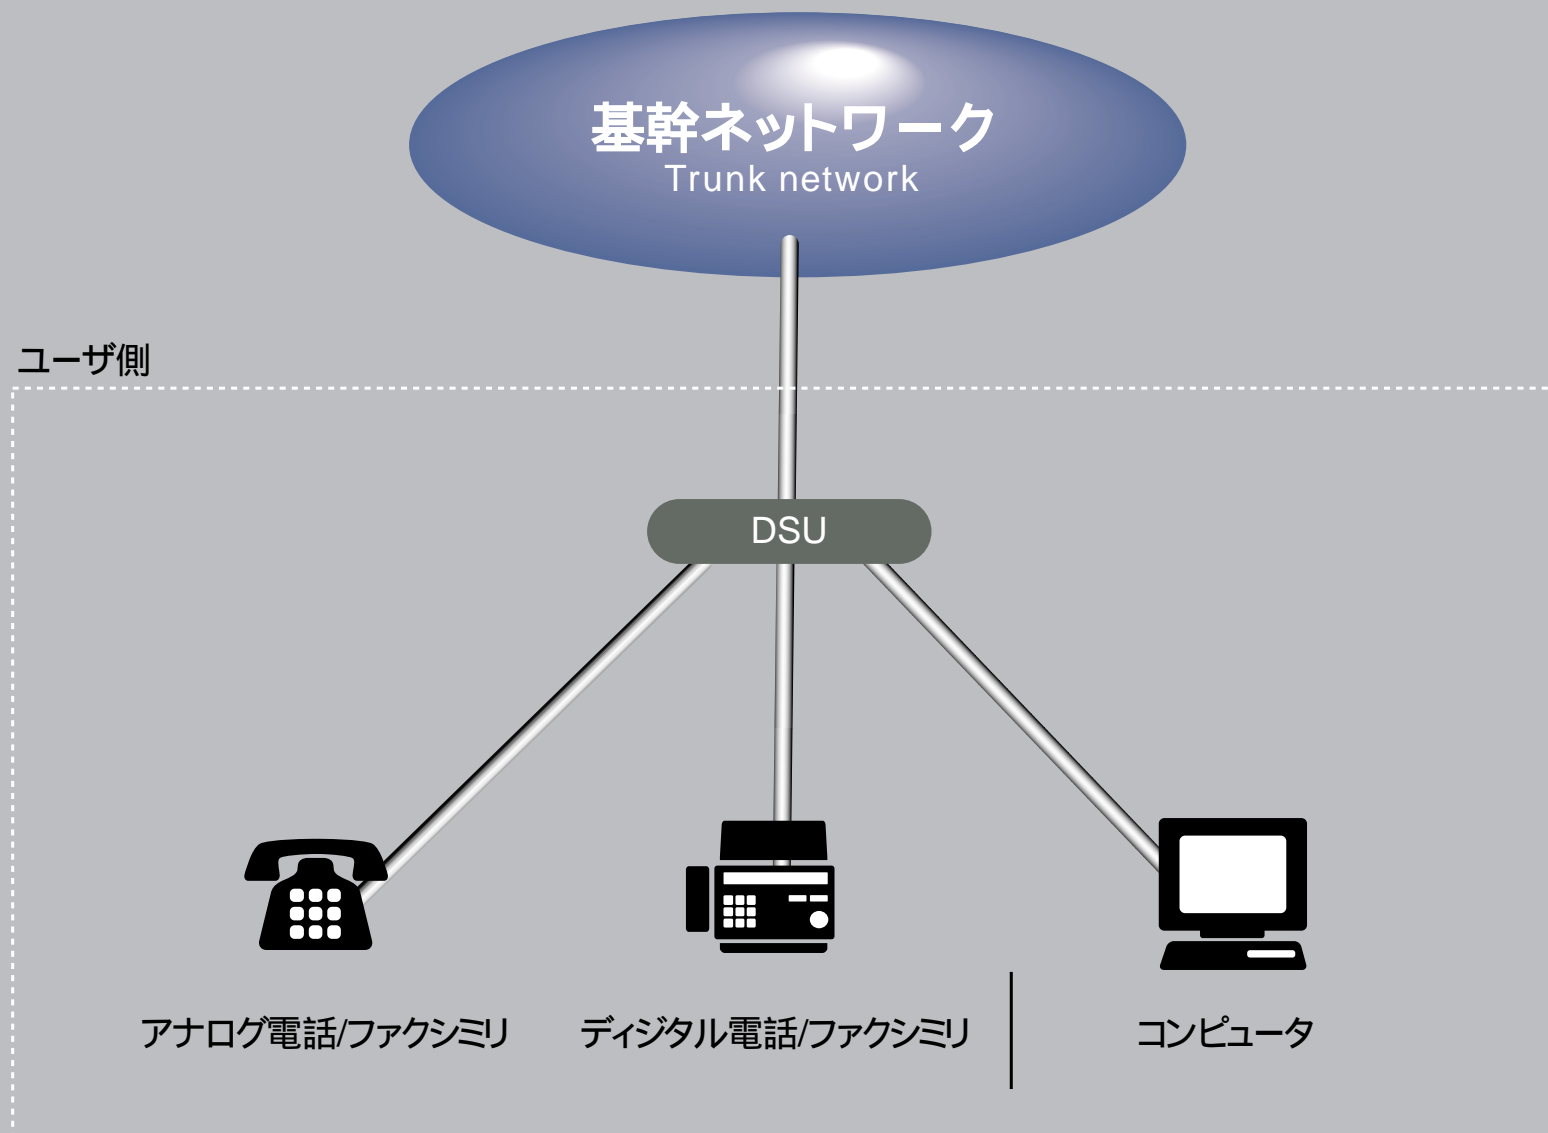 基幹ネットワーク
Trunk network
ユーザ側
DSU
アナログ電話/ファクシミリ
ディジタル電話/ファクシミリ
コンピュータ